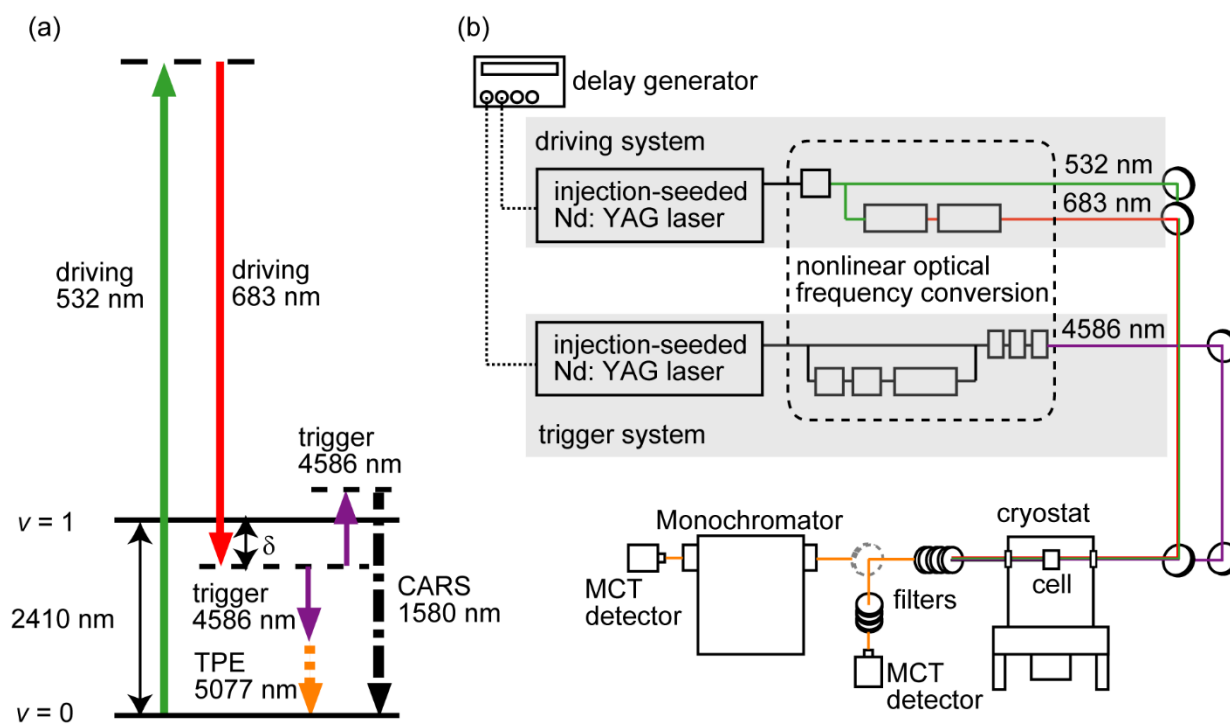 (a)
driving
532 nm
driving
683 nm
trigger
4586 nm
v = 1
δ
trigger
4586 nm
CARS
1580 nm
2410 nm
TPE
5077 nm
v = 0
(b)
delay generator
driving system
injection-seeded
Nd: YAG laser
532 nm
683 nm
nonlinear optical
frequency conversion
injection-seeded
Nd: YAG laser
4586 nm
trigger system
Monochromator
cryostat
MCT
detector
filters
cell
MCT
detector